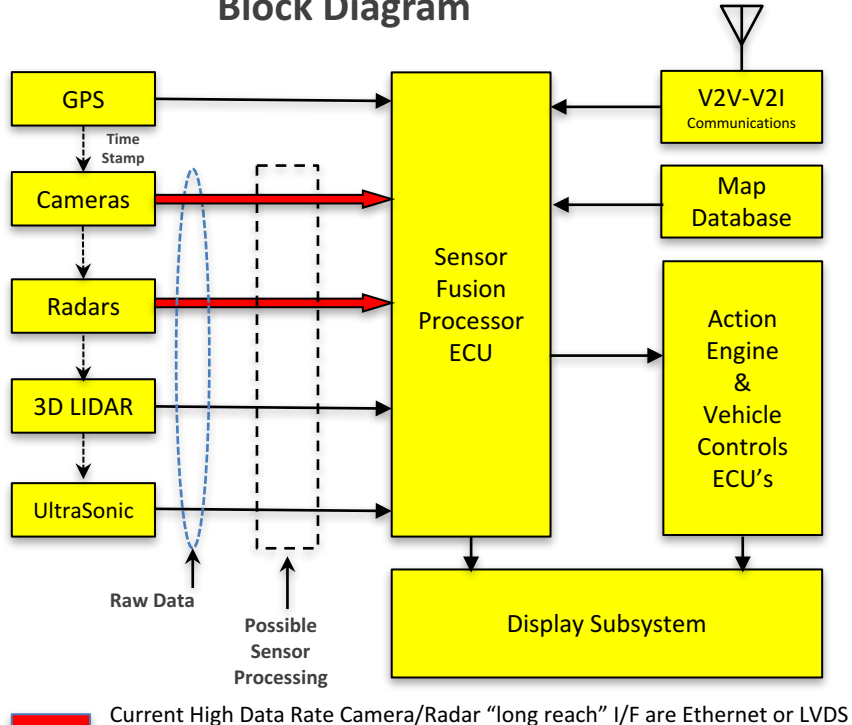 Block Diagram
GPS
Time
Stamp
Cameras
Radars
3D LIDAR
UltraSonic
Raw Data
Possible
Sensor
Processing
Sensor
Fusion
Processor
ECU
V2V-V2I
Communications
Map
Database
Action
Engine
&
Vehicle
Controls
ECU’s
Display Subsystem
Current High Data Rate Camera/Radar “long reach” I/F are Ethernet or LVDS